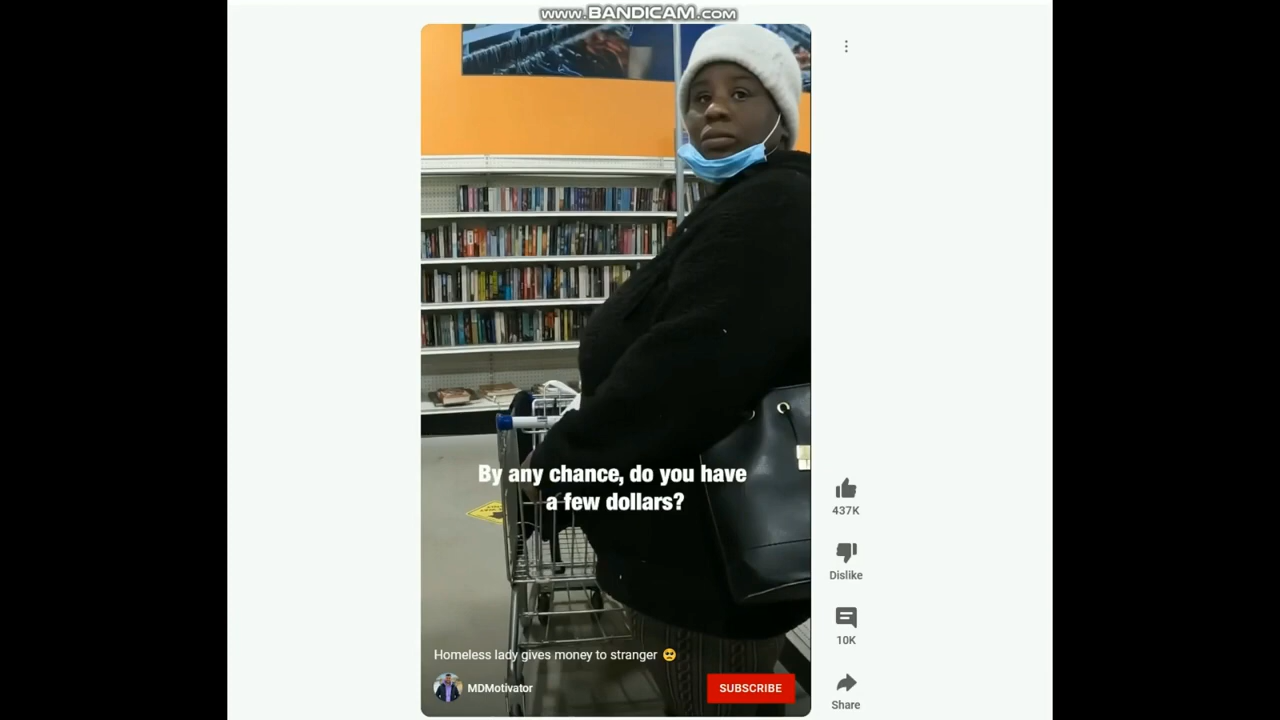 www.BANDICAM.com
By any chance, do you have
a few dollars?
437K
Dislike
10K
Homeless lady gives money to stranger 🥺
MDMotivator
SUBSCRIBE
Share